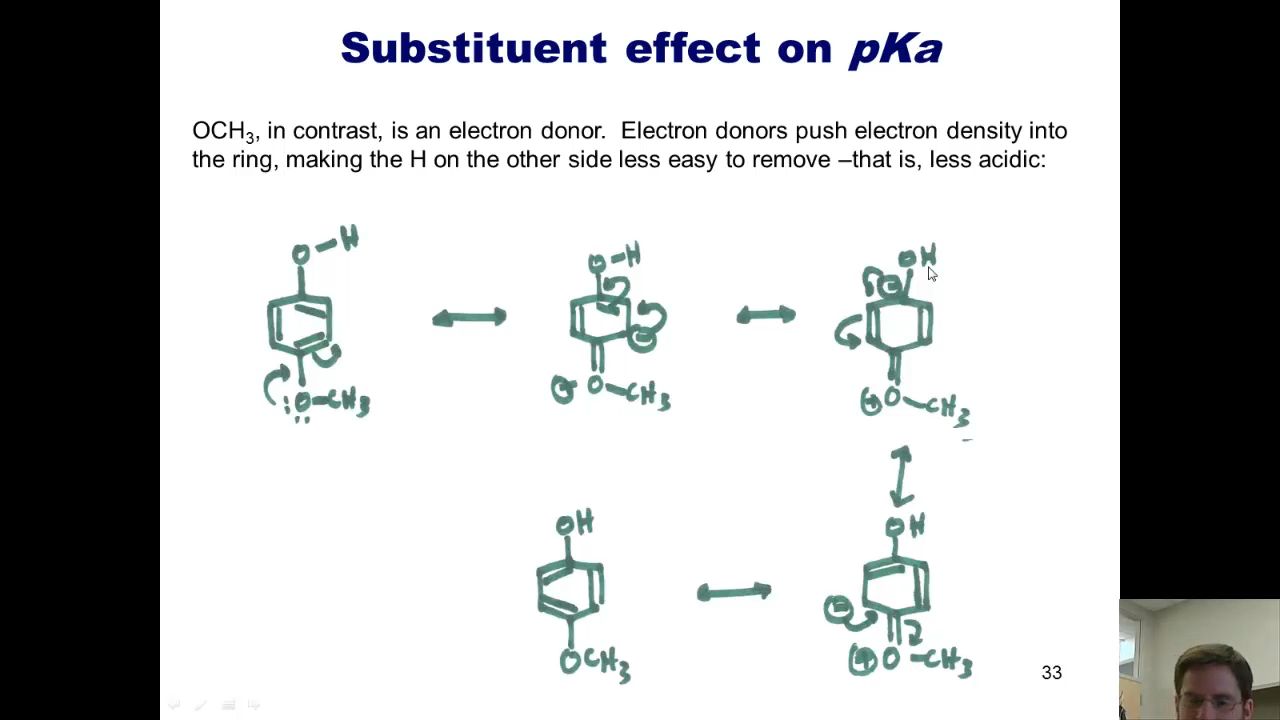 Substituent effect on pKa
OCH3, in contrast, is an electron donor. Electron donors push electron density into
the ring, making the H on the other side less easy to remove –that is, less acidic:
O-H
:O-CH3
O-H
⊖ O-CH3
OH
⊕ O-CH3
OH
OCH3
OH
⊖
⊕ O-CH3
33